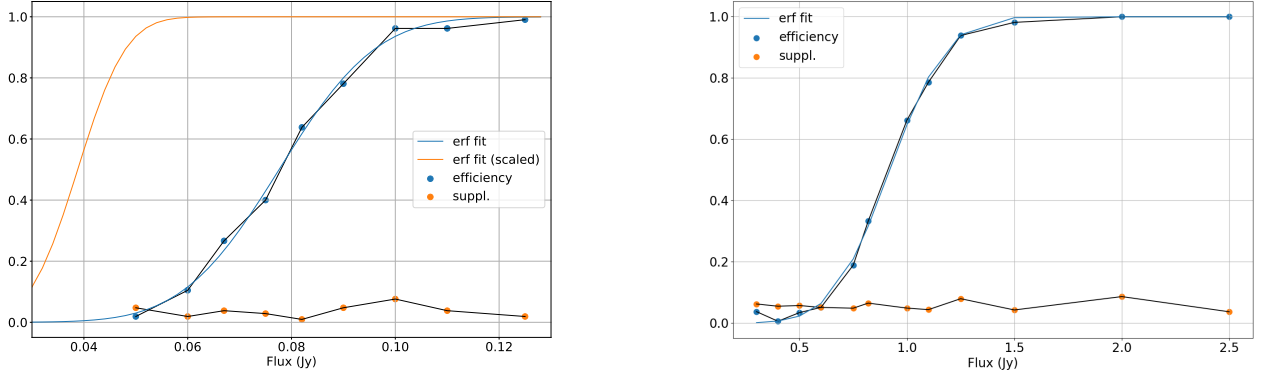 1.0
0.8
0.6
0.4
0.2
0.0
0.04 0.06 0.08 0.10 0.12
Flux (Jy)
erf fit
erf fit (scaled)
efficiency
suppl.
1.0
0.8
0.6
0.4
0.2
0.0
0.5 1.0 1.5 2.0 2.5
Flux (Jy)
erf fit
efficiency
suppl.